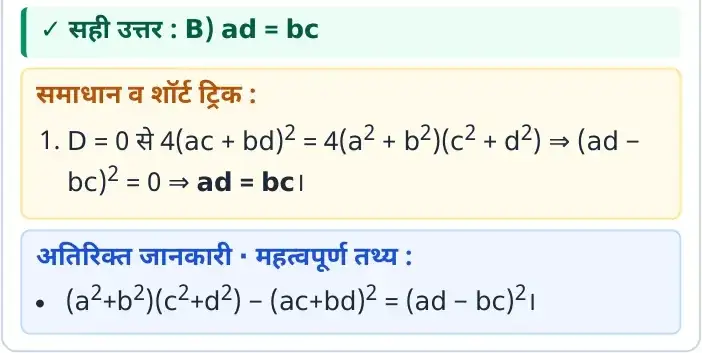 ✓ सही उत्तर : B) ad = bc
समाधान व शॉर्ट ट्रिक :
1. D = 0 से 4(ac + bd)² = 4(a² + b²)(c² + d²) ⇒ (ad −
bc)² = 0 ⇒ ad = bc।
अतिरिक्त जानकारी · महत्वपूर्ण तथ्य :
• (a²+b²)(c²+d²) − (ac+bd)² = (ad − bc)²।